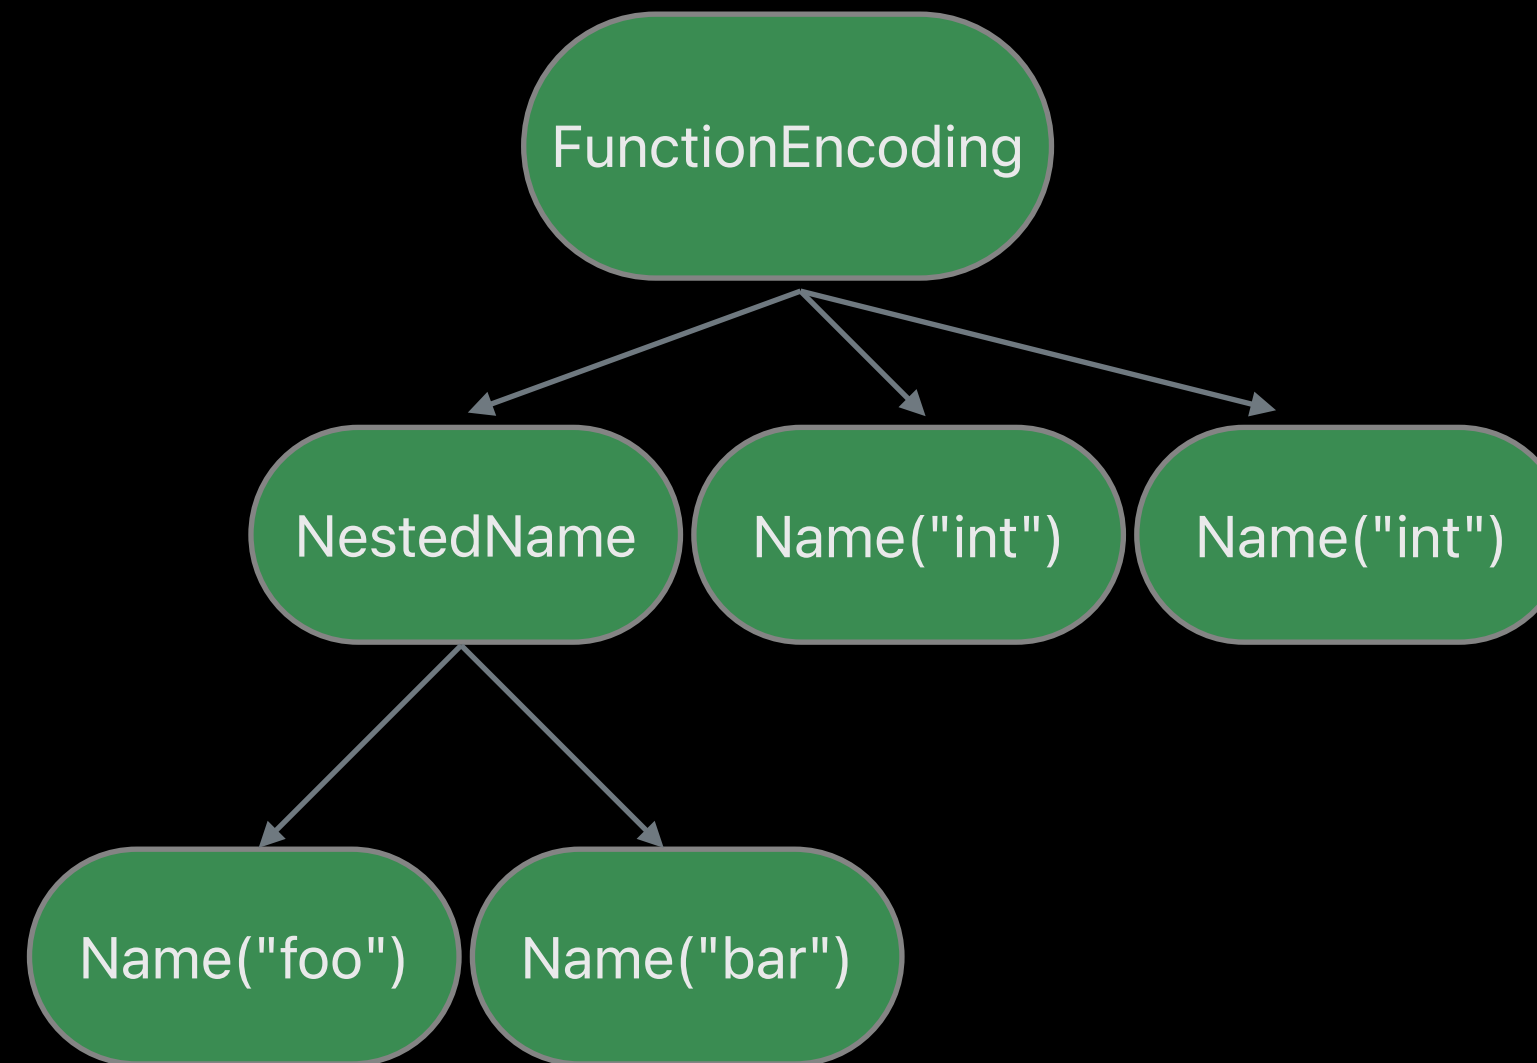 FunctionEncoding
NestedName
Name("int")
Name("int")
Name("foo")
Name("bar")